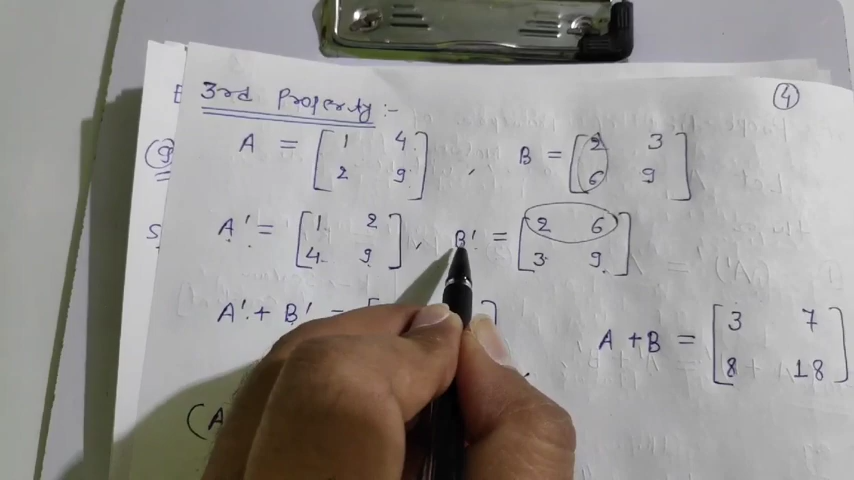 3rd Property:-
4
A = [1 4
2 9], B = [2 3
6 9]
A' = [1 2
4 9], B' = [2 6
3 9]
A' + B' = [
A + B = [3 7
8 18]
(A